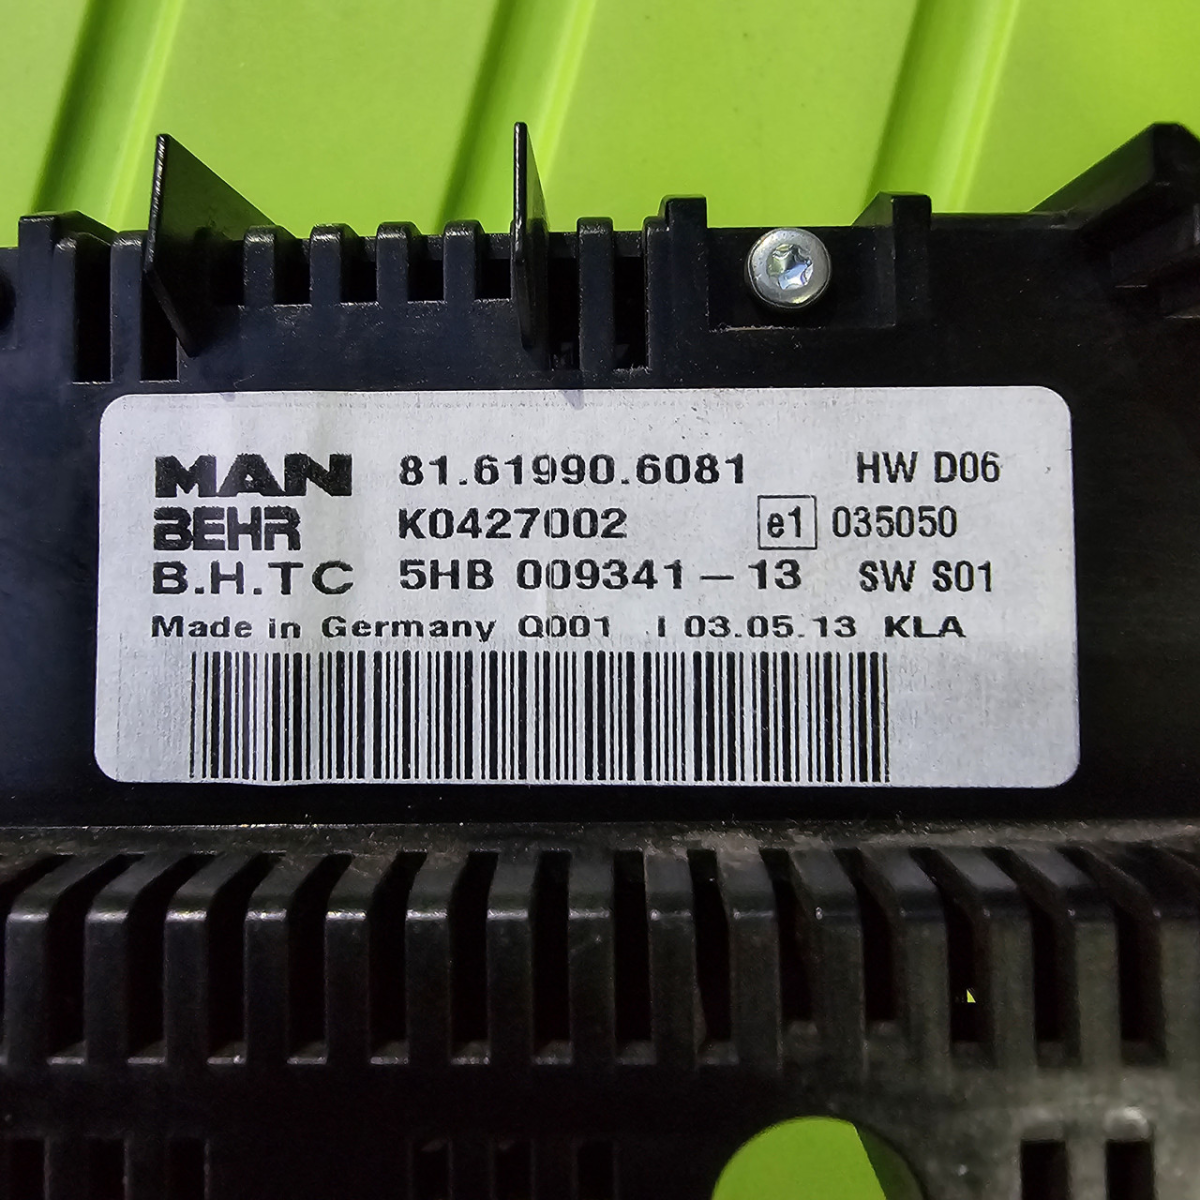 MAN 81.61990.6081 HW D06
BEHR K0427002 e1 035050
B.H.TC 5HB 009341-13 SW S01
Made in Germany Q001 I 03.05.13 KLA